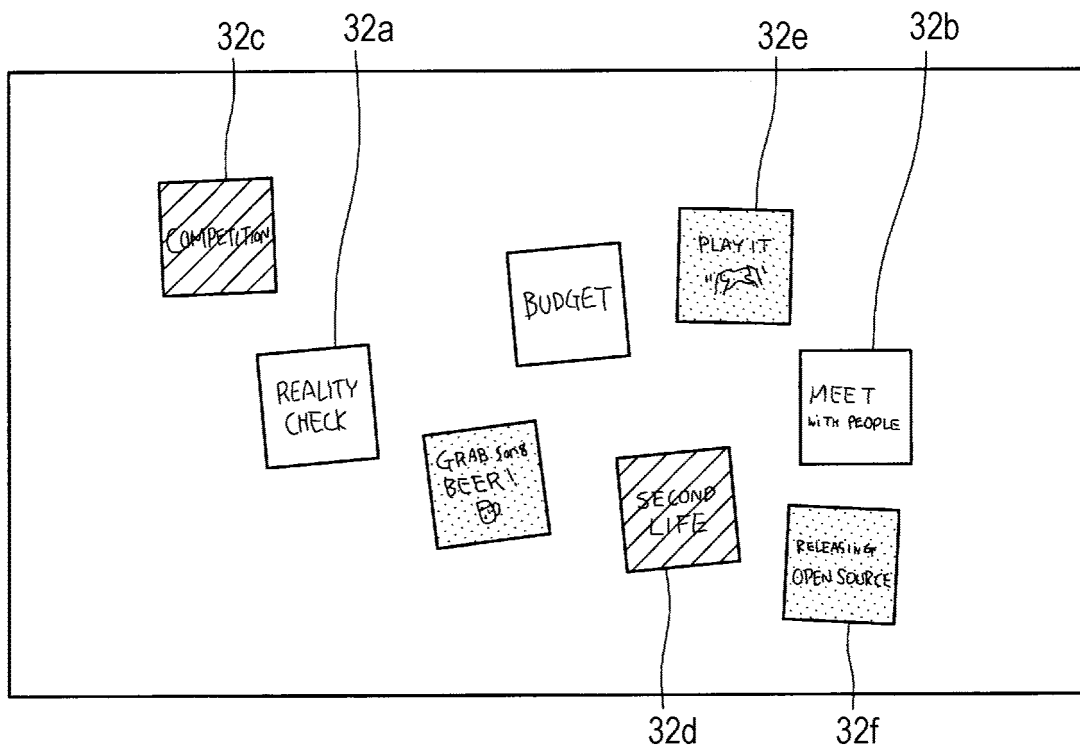 32c
32a
32e
32b
COMPETITION
PLAY IT
BUDGET
REALITY
CHECK
MEET
WITH PEOPLE
GRAB SOME
BEER!
SECOND
LIFE
RELEASING
OPEN SOURCE
32d
32f